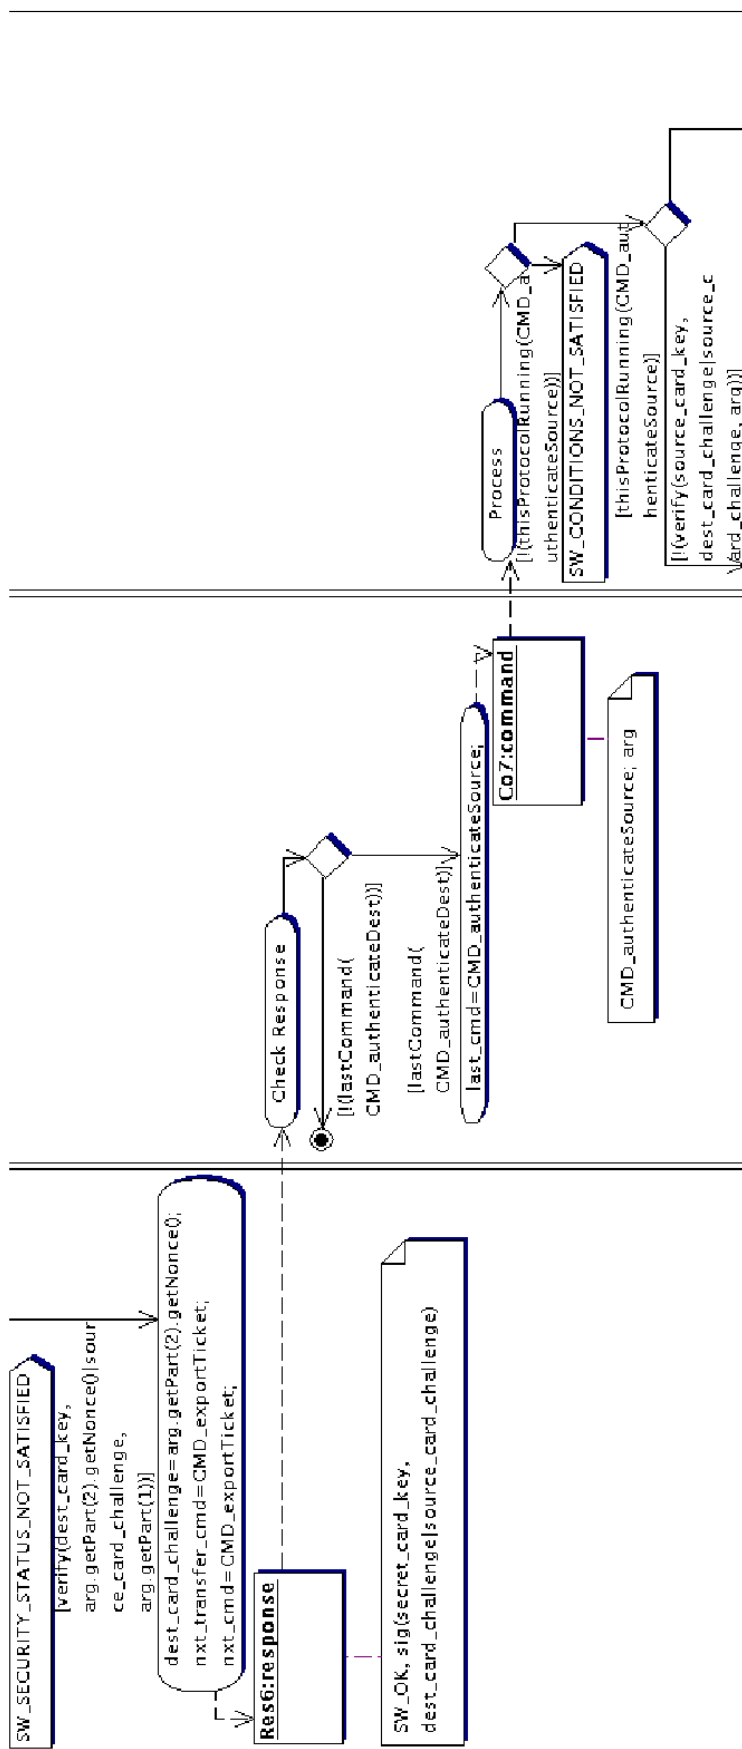 SW_SECURITY_STATUS_NOT_SATISFIED
[verify(dest_card_key,
arg.getPart(2).getNonce()|sour
ce_card_challenge,
arg.getPart(1))]
dest_card_challenge=arg.getPart(2).getNonce();
nxt_transfer_cmd=CMD_exportTicket;
nxt_cmd=CMD_exportTicket;
Res6:response
SW_OK, sig(secret_card_key,
dest_card_challenge|source_card_challenge)
Check Response
[!(lastCommand(
CMD_authenticateDest))]
[lastCommand(
CMD_authenticateDest)]
last_cmd=CMD_authenticateSource;
Co7:command
CMD_authenticateSource; arg
Process
[!(thisProtocolRunning(CMD_a
uthenticateSource))]
SW_CONDITIONS_NOT_SATISFIED
[thisProtocolRunning(CMD_aut
henticateSource)]
[!(verify(source_card_key,
dest_card_challenge|source_c
ard_challenge, arg))]